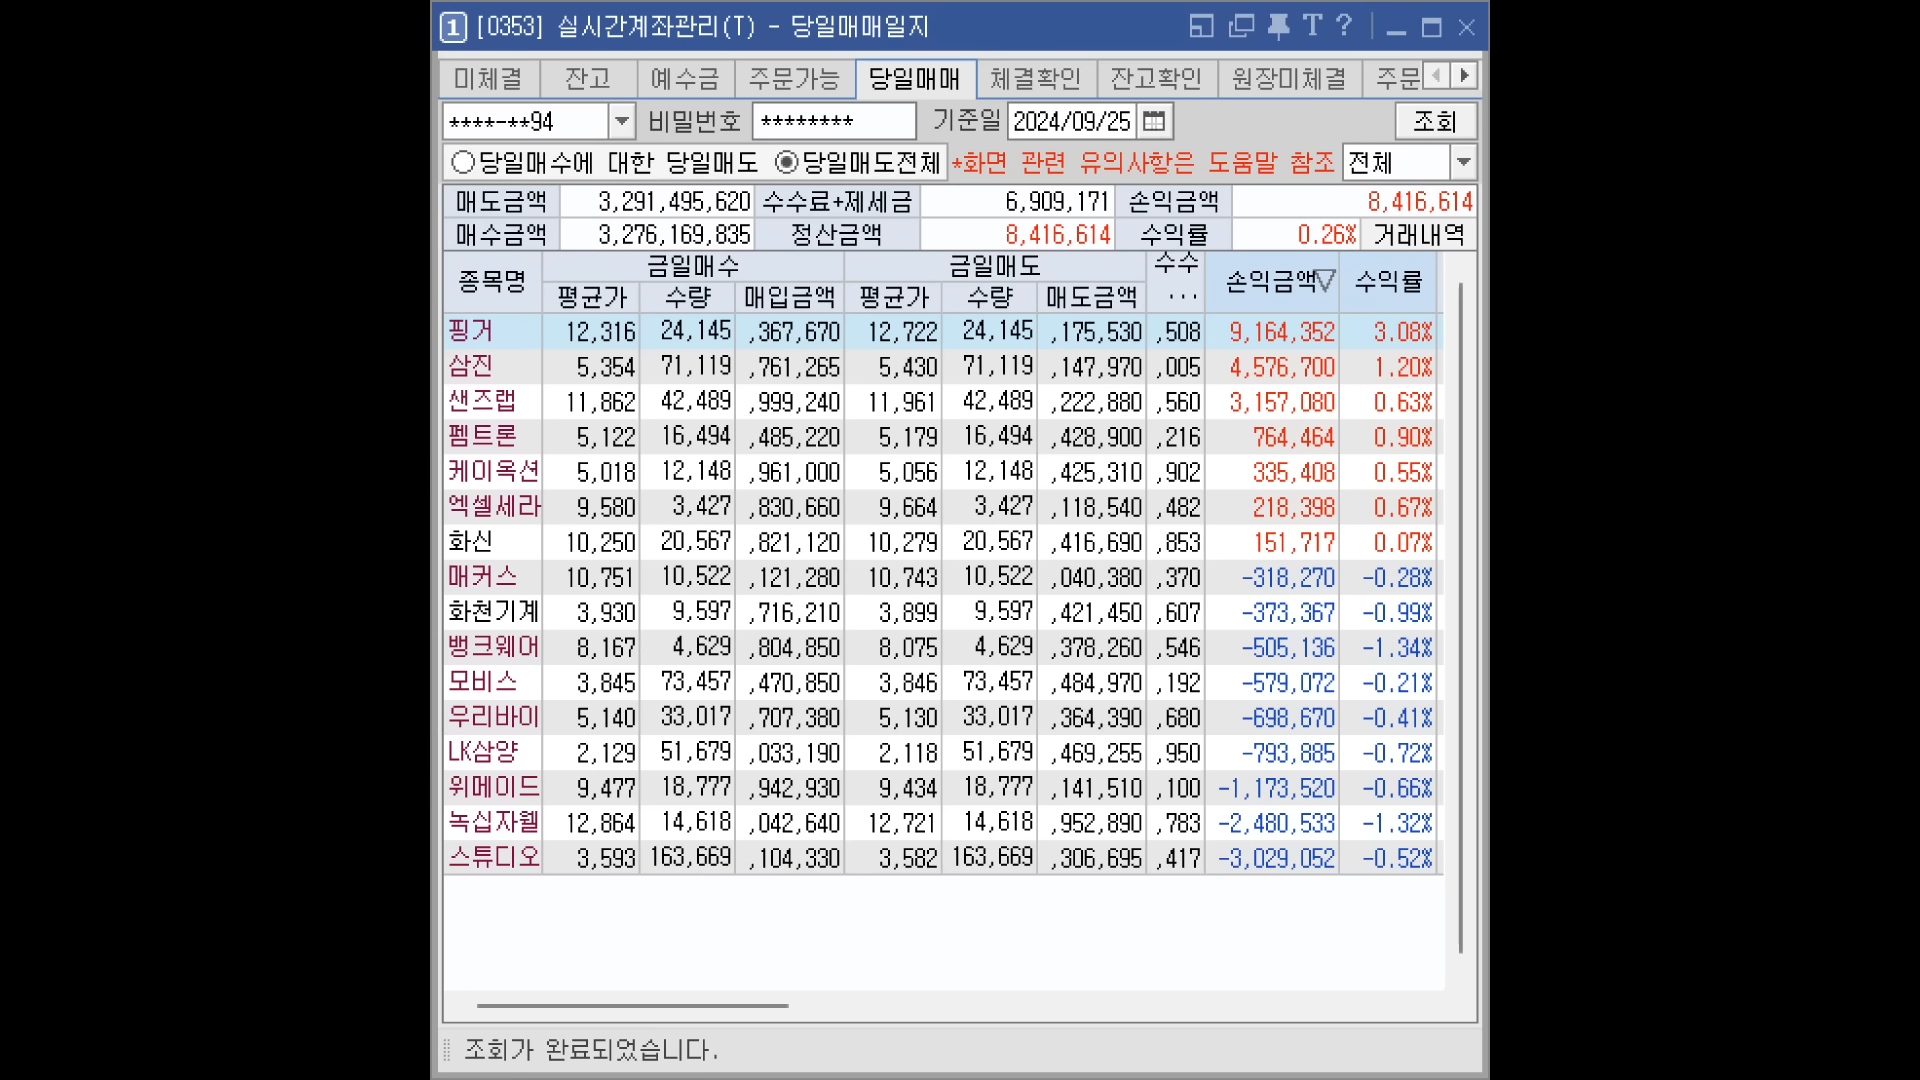 1 [0353] 실시간계좌관리(T) - 당일매매일지 T ?
미체결 잔고 예수금 주문가능 당일매매 체결확인 잔고확인 원장미체결 주문
****-**94 비밀번호 ******** 기준일 2024/09/25 조회
당일매수에 대한 당일매도 당일매도전체 *화면 관련 유의사항은 도움말 참조 전체
매도금액 3,291,495,620 수수료+제세금 6,909,171 손익금액 8,416,614
매수금액 3,276,169,835 정산금액 8,416,614 수익률 0.26% 거래내역
종목명 금일매수 금일매도 수수 ... 손익금액▽ 수익률
평균가 수량 매입금액 평균가 수량 매도금액
핑거 12,316 24,145 ,367,670 12,722 24,145 ,175,530 ,508 9,164,352 3.08%
삼진 5,354 71,119 ,761,265 5,430 71,119 ,147,970 ,005 4,576,700 1.20%
샌즈랩 11,862 42,489 ,999,240 11,961 42,489 ,222,880 ,560 3,157,080 0.63%
펨트론 5,122 16,494 ,485,220 5,179 16,494 ,428,900 ,216 764,464 0.90%
케이옥션 5,018 12,148 ,961,000 5,056 12,148 ,425,310 ,902 335,408 0.55%
엑셀세라 9,580 3,427 ,830,660 9,664 3,427 ,118,540 ,482 218,398 0.67%
화신 10,250 20,567 ,821,120 10,279 20,567 ,416,690 ,853 151,717 0.07%
매커스 10,751 10,522 ,121,280 10,743 10,522 ,040,380 ,370 -318,270 -0.28%
화천기계 3,930 9,597 ,716,210 3,899 9,597 ,421,450 ,607 -373,367 -0.99%
뱅크웨어 8,167 4,629 ,804,850 8,075 4,629 ,378,260 ,546 -505,136 -1.34%
모비스 3,845 73,457 ,470,850 3,846 73,457 ,484,970 ,192 -579,072 -0.21%
우리바이 5,140 33,017 ,707,380 5,130 33,017 ,364,390 ,680 -698,670 -0.41%
LK삼양 2,129 51,679 ,033,190 2,118 51,679 ,469,255 ,950 -793,885 -0.72%
위메이드 9,477 18,777 ,942,930 9,434 18,777 ,141,510 ,100 -1,173,520 -0.66%
녹십자웰 12,864 14,618 ,042,640 12,721 14,618 ,952,890 ,783 -2,480,533 -1.32%
스튜디오 3,593 163,669 ,104,330 3,582 163,669 ,306,695 ,417 -3,029,052 -0.52%
조회가 완료되었습니다.